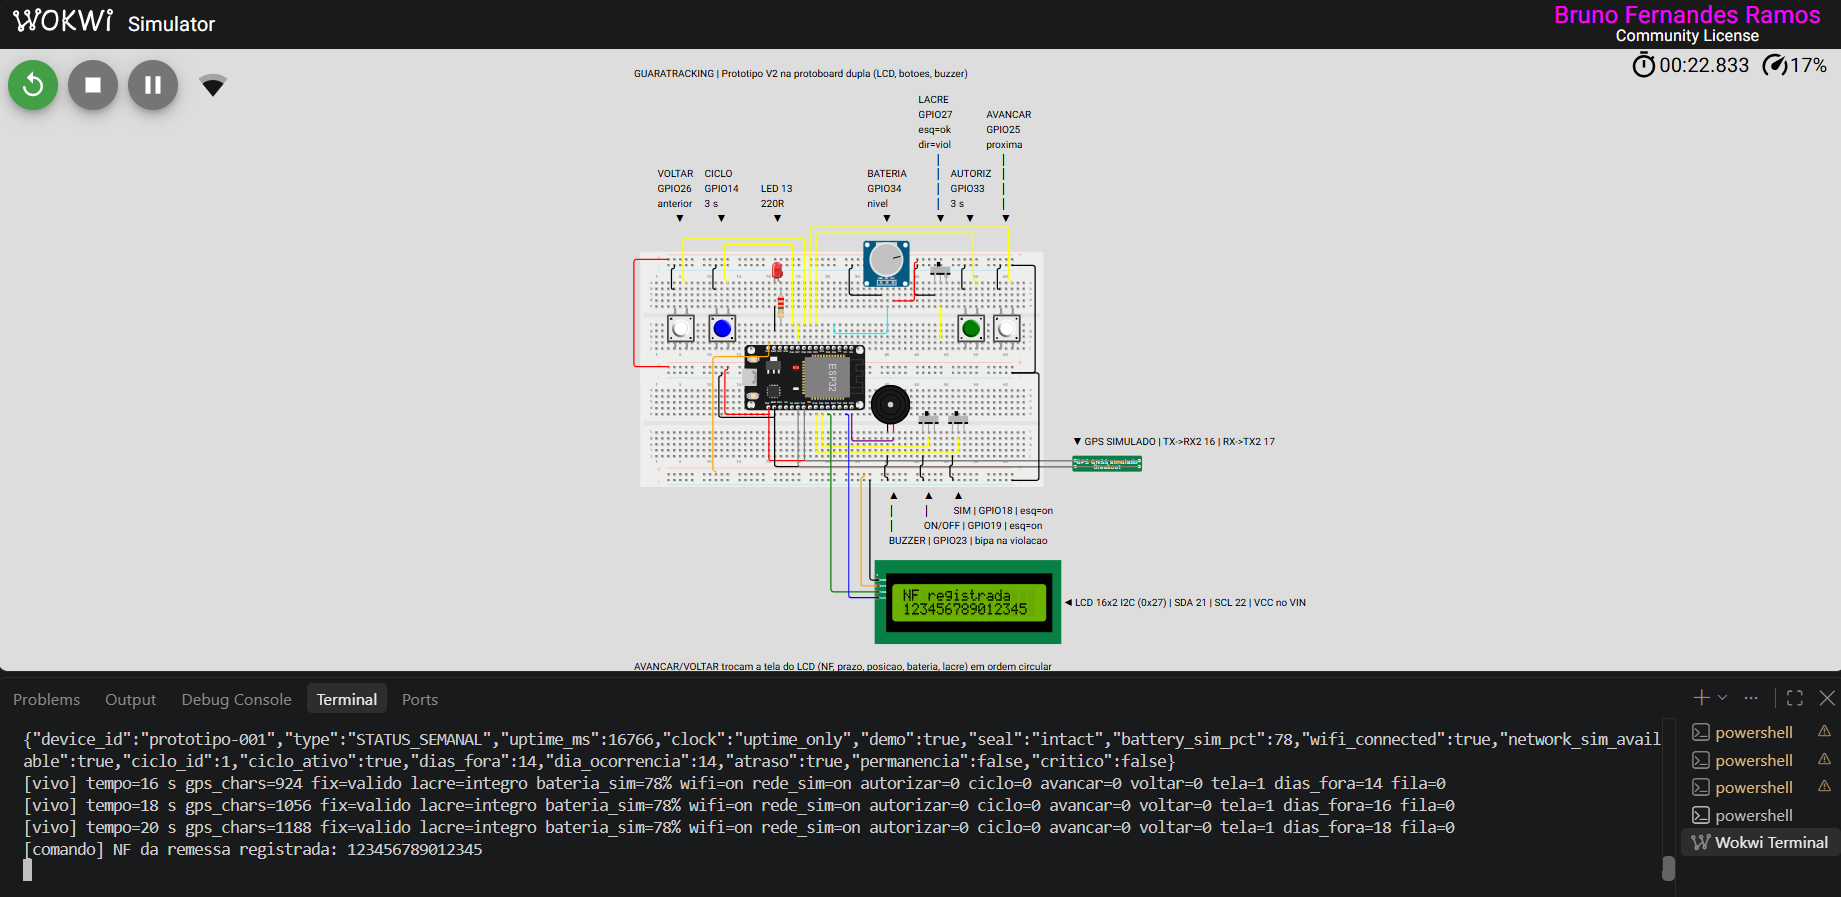 WOKWi Simulator
Bruno Fernandes Ramos
Community License
00:22.833 17%
GUARATRACKING | Prototipo V2 na protoboard dupla (LCD, botoes, buzzer)
LACRE
GPIO27
esq=ok
dir=viol
AVANCAR
GPIO25
proxima
VOLTAR
GPIO26
anterior
CICLO
GPIO14
3 s
LED 13
220R
BATERIA
GPIO34
nivel
AUTORIZ
GPIO33
3 s
ESP32
▼ GPS SIMULADO | TX->RX2 16 | RX->TX2 17
GPS GNSS simulado
Breakout
SIM | GPIO18 | esq=on
ON/OFF | GPIO19 | esq=on
BUZZER | GPIO23 | bipa na violacao
NF registrada
123456789012345
◄ LCD 16x2 I2C (0x27) | SDA 21 | SCL 22 | VCC no VIN
AVANCAR/VOLTAR trocam a tela do LCD (NF, prazo, posicao, bateria, lacre) em ordem circular
Problems Output Debug Console Terminal Ports
{"device_id":"prototipo-001","type":"STATUS_SEMANAL","uptime_ms":16766,"clock":"uptime_only","demo":true,"seal":"intact","battery_sim_pct":78,"wifi_connected":true,"network_sim_avail
able":true,"ciclo_id":1,"ciclo_ativo":true,"dias_fora":14,"dia_ocorrencia":14,"atraso":true,"permanencia":false,"critico":false}
[vivo] tempo=16 s gps_chars=924 fix=valido lacre=integro bateria_sim=78% wifi=on rede_sim=on autorizar=0 ciclo=0 avancar=0 voltar=0 tela=1 dias_fora=14 fila=0
[vivo] tempo=18 s gps_chars=1056 fix=valido lacre=integro bateria_sim=78% wifi=on rede_sim=on autorizar=0 ciclo=0 avancar=0 voltar=0 tela=1 dias_fora=16 fila=0
[vivo] tempo=20 s gps_chars=1188 fix=valido lacre=integro bateria_sim=78% wifi=on rede_sim=on autorizar=0 ciclo=0 avancar=0 voltar=0 tela=1 dias_fora=18 fila=0
[comando] NF da remessa registrada: 123456789012345
powershell
powershell
powershell
powershell
Wokwi Terminal